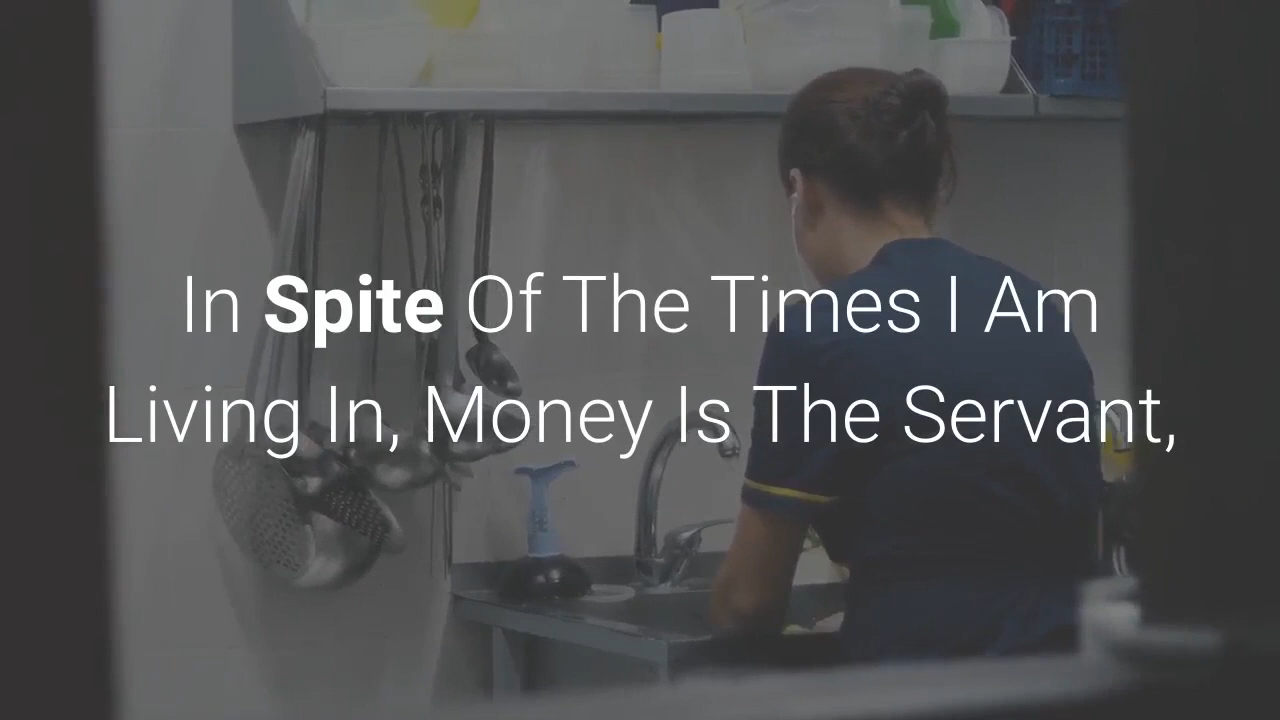 In Spite Of The Times I Am
Living In, Money Is The Servant,